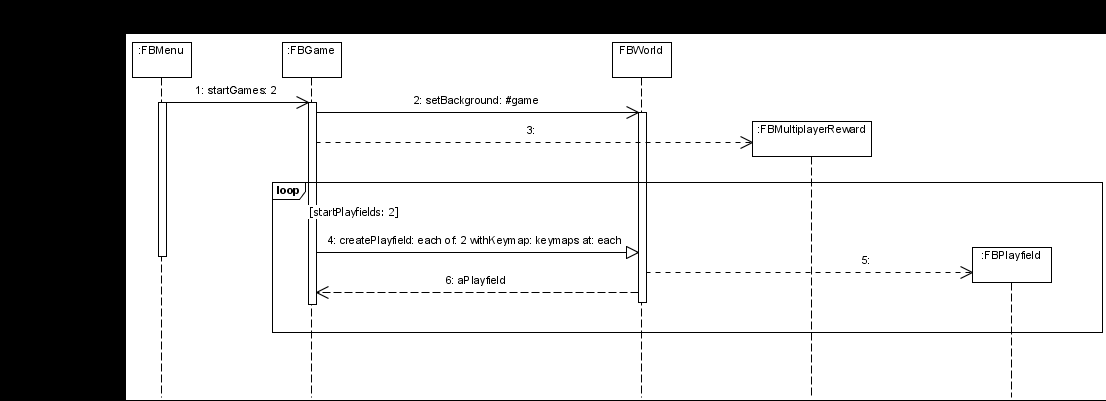 :FBMenu
:FBGame
FBWorld
1: startGames: 2
2: setBackground: #game
3:
:FBMultiplayerReward
loop
[startPlayfields: 2]
4: createPlayfield: each of: 2 withKeymap: keymaps at: each
5:
:FBPlayfield
6: aPlayfield